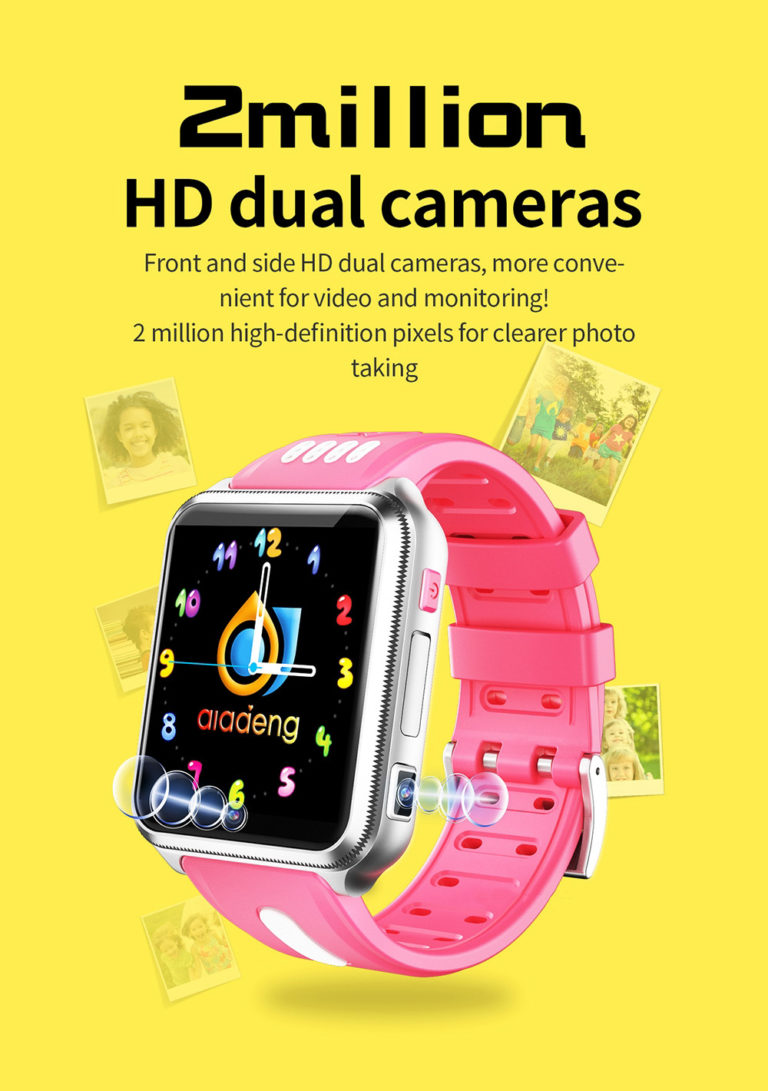 2million
HD dual cameras
Front and side HD dual cameras, more conve-
nient for video and monitoring!
2 million high-definition pixels for clearer photo
taking
11 12 1
10 2
9 3
aiadeng
8 4
7 6 5